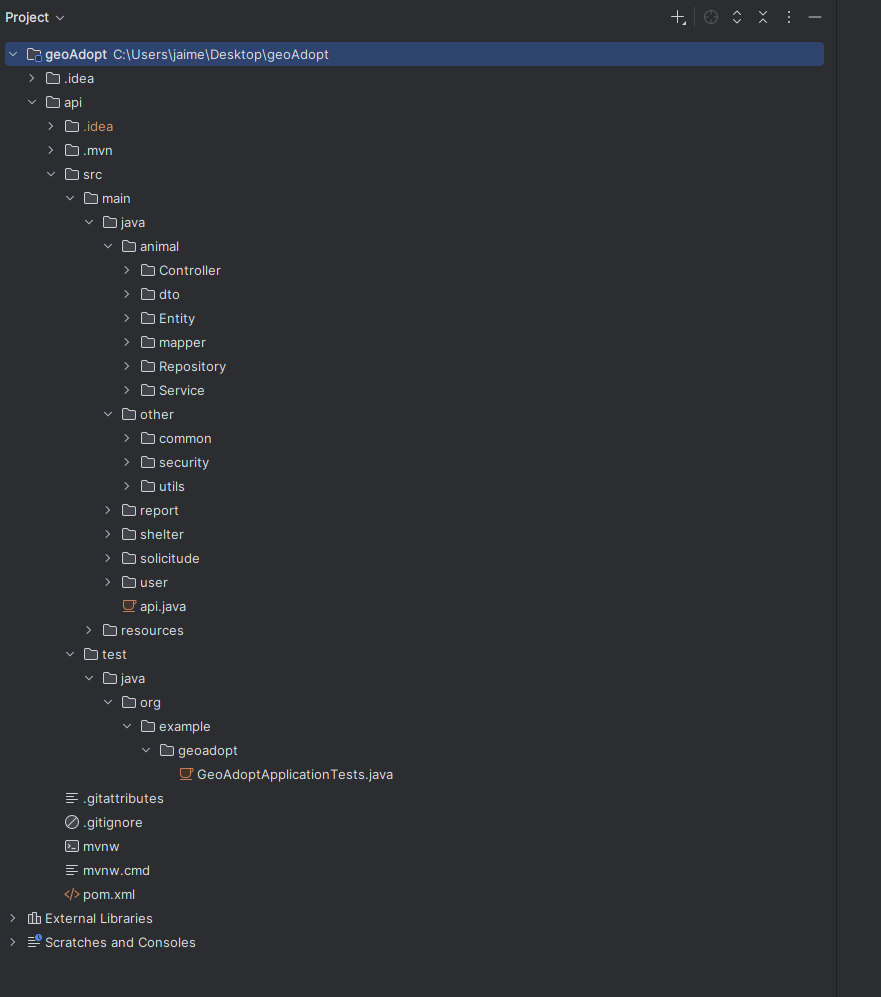 Project
geoAdopt C:\Users\jaime\Desktop\geoAdopt
.idea
api
.idea
.mvn
src
main
java
animal
Controller
dto
Entity
mapper
Repository
Service
other
common
security
utils
report
shelter
solicitude
user
api.java
resources
test
java
org
example
geoadopt
GeoAdoptApplicationTests.java
.gitattributes
.gitignore
mvnw
mvnw.cmd
pom.xml
External Libraries
Scratches and Consoles